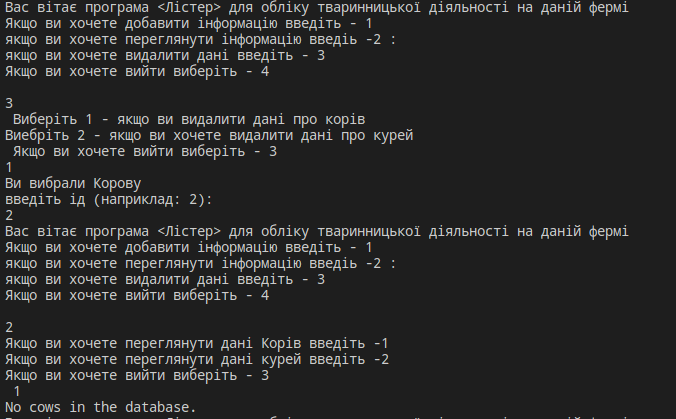 Вас вітає програма <Лістер> для обліку тваринницької діяльності на даній фермі
Якщо ви хочете добавити інформацію введіть - 1
якщо ви хочете переглянути інформацію введіь -2 :
якщо ви хочете видалити дані введіть - 3
Якщо ви хочете вийти виберіть - 4
3
Виберіть 1 - якщо ви видалити дані про корів
Виебріть 2 - якщо ви хочете видалити дані про курей
Якщо ви хочете вийти виберіть - 3
1
Ви вибрали Корову
введіть ід (наприклад: 2):
2
Вас вітає програма <Лістер> для обліку тваринницької діяльності на даній фермі
Якщо ви хочете добавити інформацію введіть - 1
якщо ви хочете переглянути інформацію введіь -2 :
якщо ви хочете видалити дані введіть - 3
Якщо ви хочете вийти виберіть - 4
2
Якщо ви хочете переглянути дані Корів введіть -1
Якщо ви хочете переглянути дані курей введіть -2
Якщо ви хочете вийти виберіть - 3
1
No cows in the database.